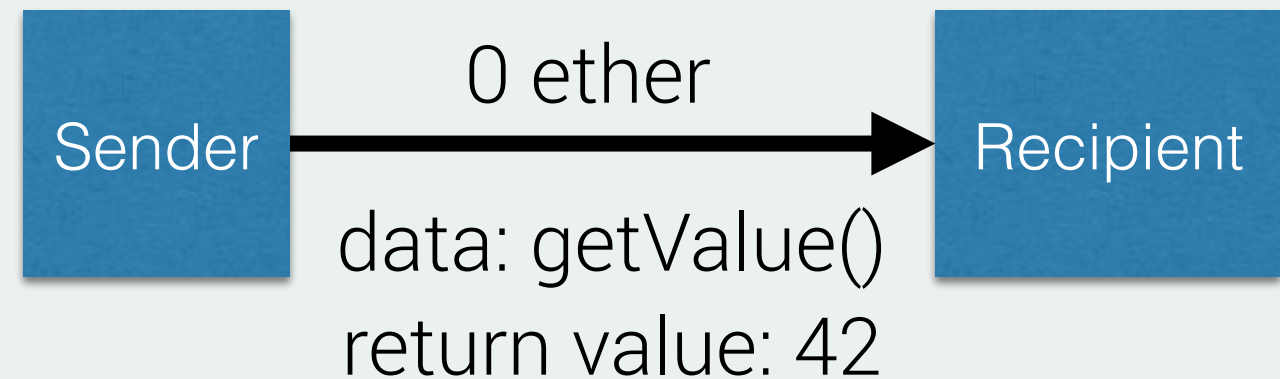 0 ether
Sender
Recipient
data: getValue()
return value: 42